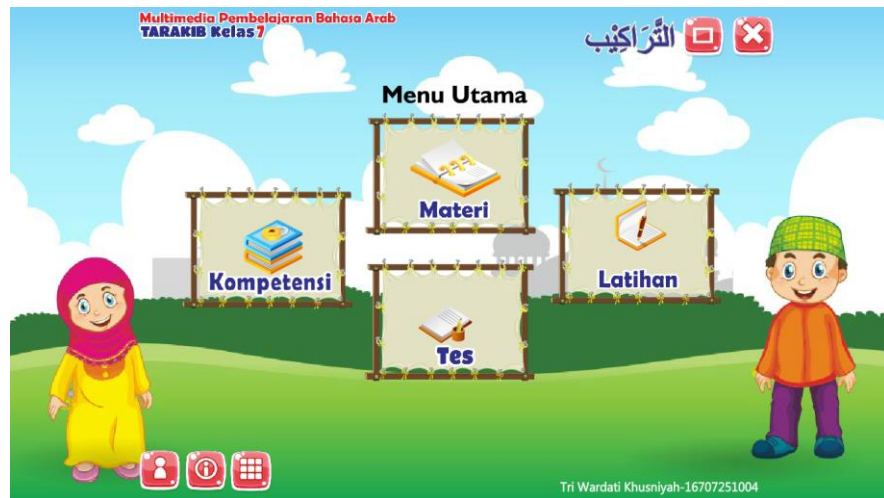 Multimedia Pembelajaran Bahasa Arab
TARAKIB Kelas 7
التَّرَاكِيْب
Menu Utama
Materi
Kompetensi
Latihan
Tes
Tri Wardati Khusniyah-16707251004